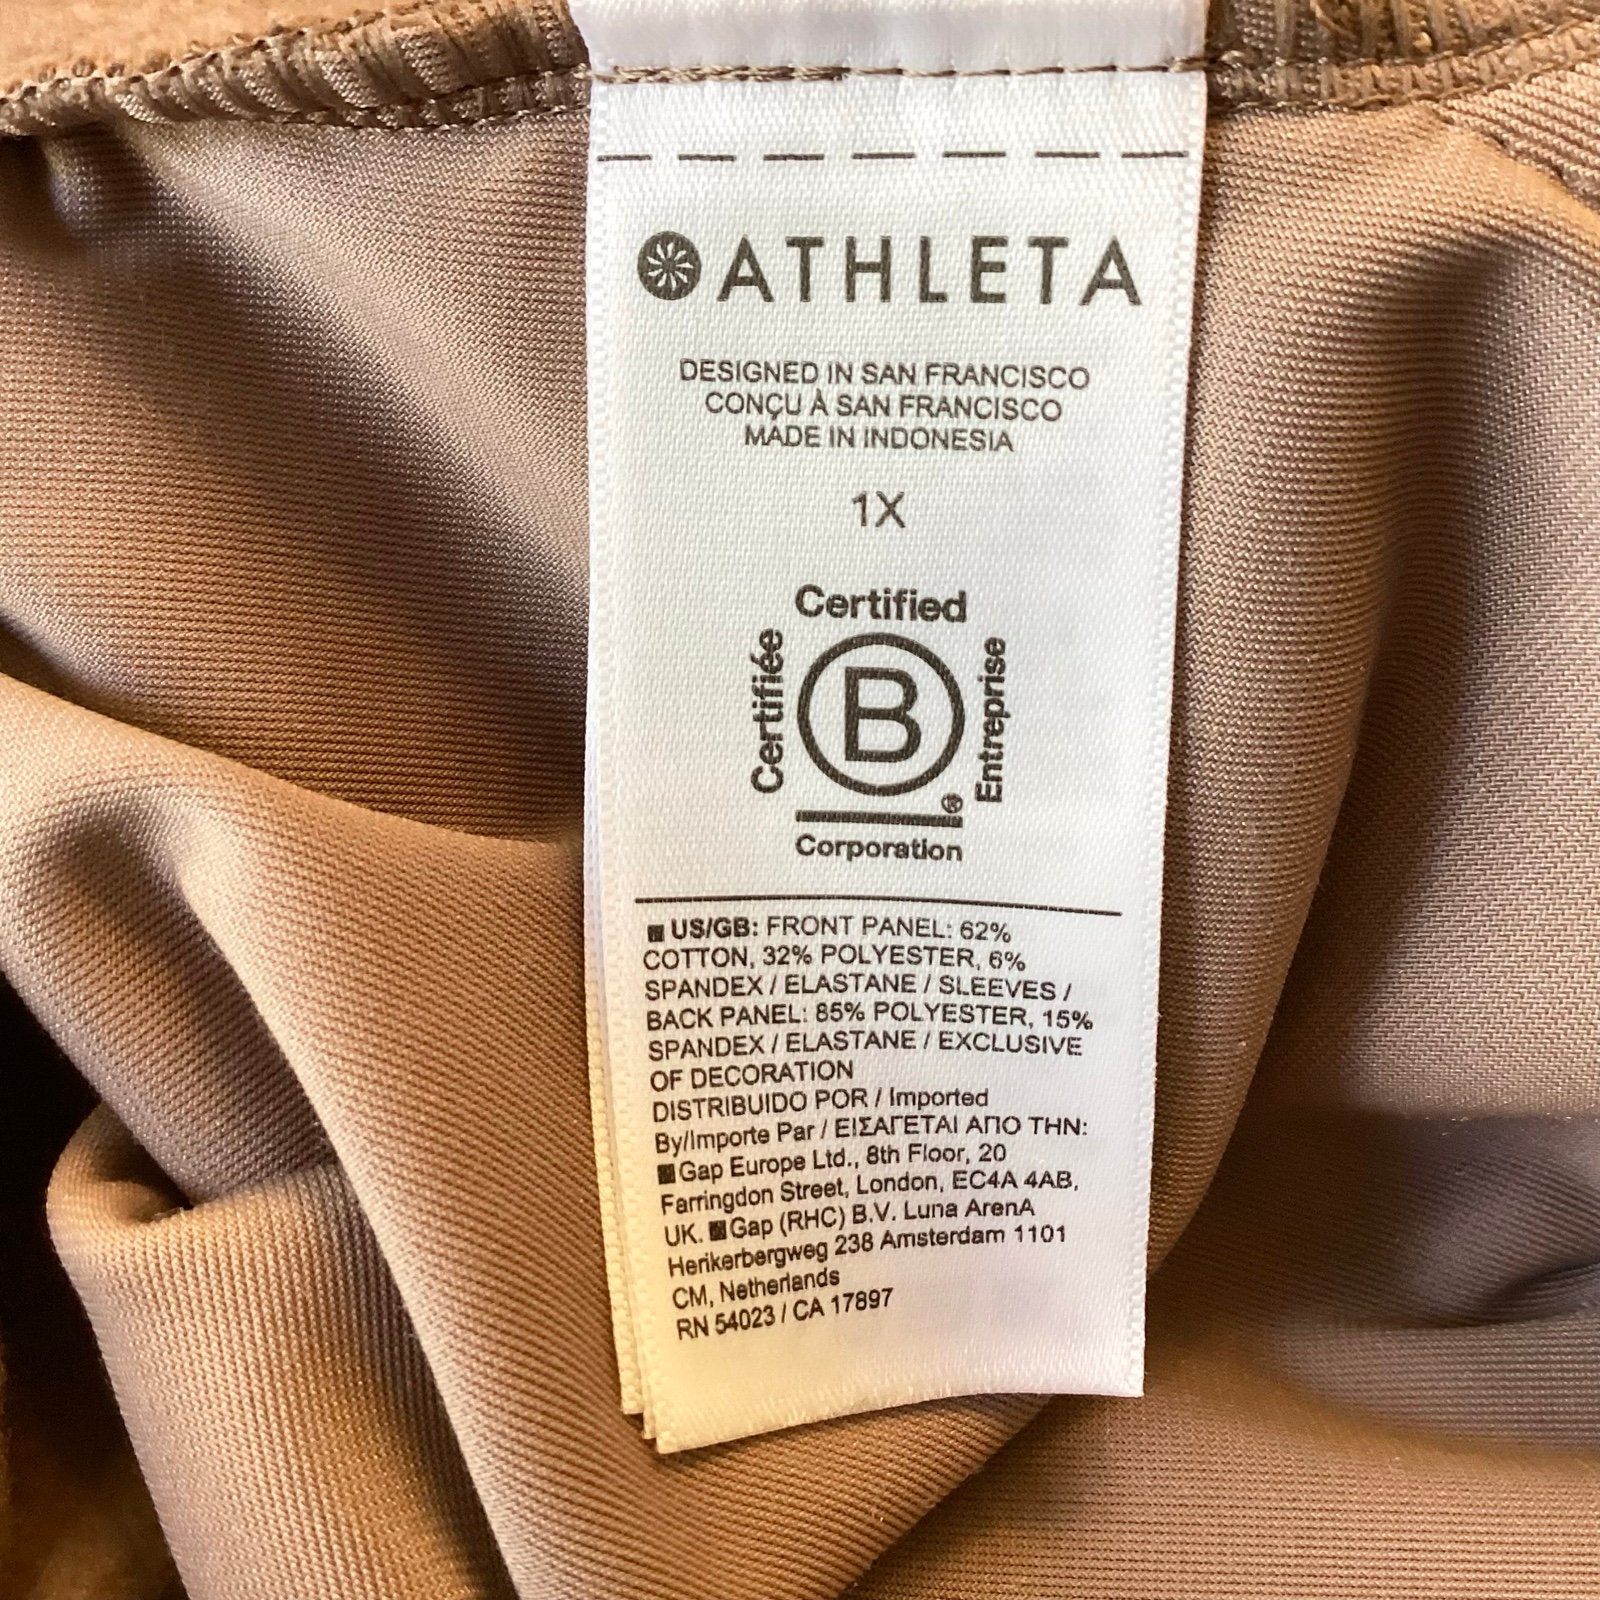 ATHLETA
DESIGNED IN SAN FRANCISCO
CONÇU À SAN FRANCISCO
MADE IN INDONESIA
1X
Certified
Certifiée
B
Entreprise
®
Corporation
US/GB: FRONT PANEL: 62%
COTTON, 32% POLYESTER, 6%
SPANDEX / ELASTANE / SLEEVES /
BACK PANEL: 85% POLYESTER, 15%
SPANDEX / ELASTANE / EXCLUSIVE
OF DECORATION
DISTRIBUIDO POR / Imported
By/Importe Par / ΕΙΣΑΓΕΤΑΙ ΑΠΟ ΤΗΝ:
Gap Europe Ltd., 8th Floor, 20
Farringdon Street, London, EC4A 4AB,
UK. Gap (RHC) B.V. Luna ArenA
Herikerbergweg 238 Amsterdam 1101
CM, Netherlands
RN 54023 / CA 17897